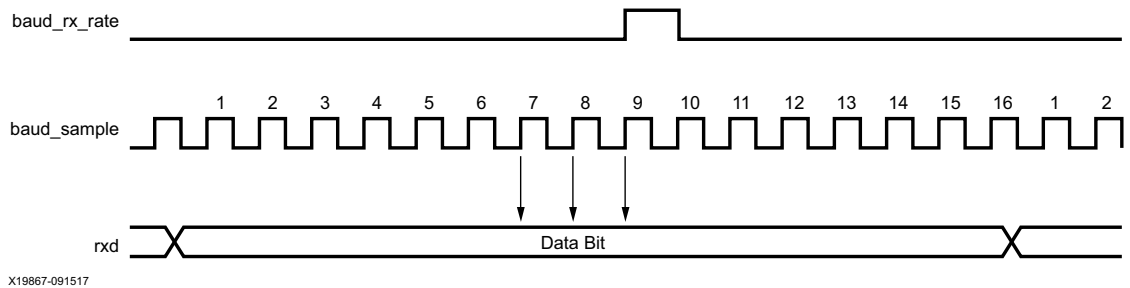 baud_rx_rate
1 2 3 4 5 6 7 8 9 10 11 12 13 14 15 16 1 2
baud_sample
rxd
Data Bit
X19867-091517